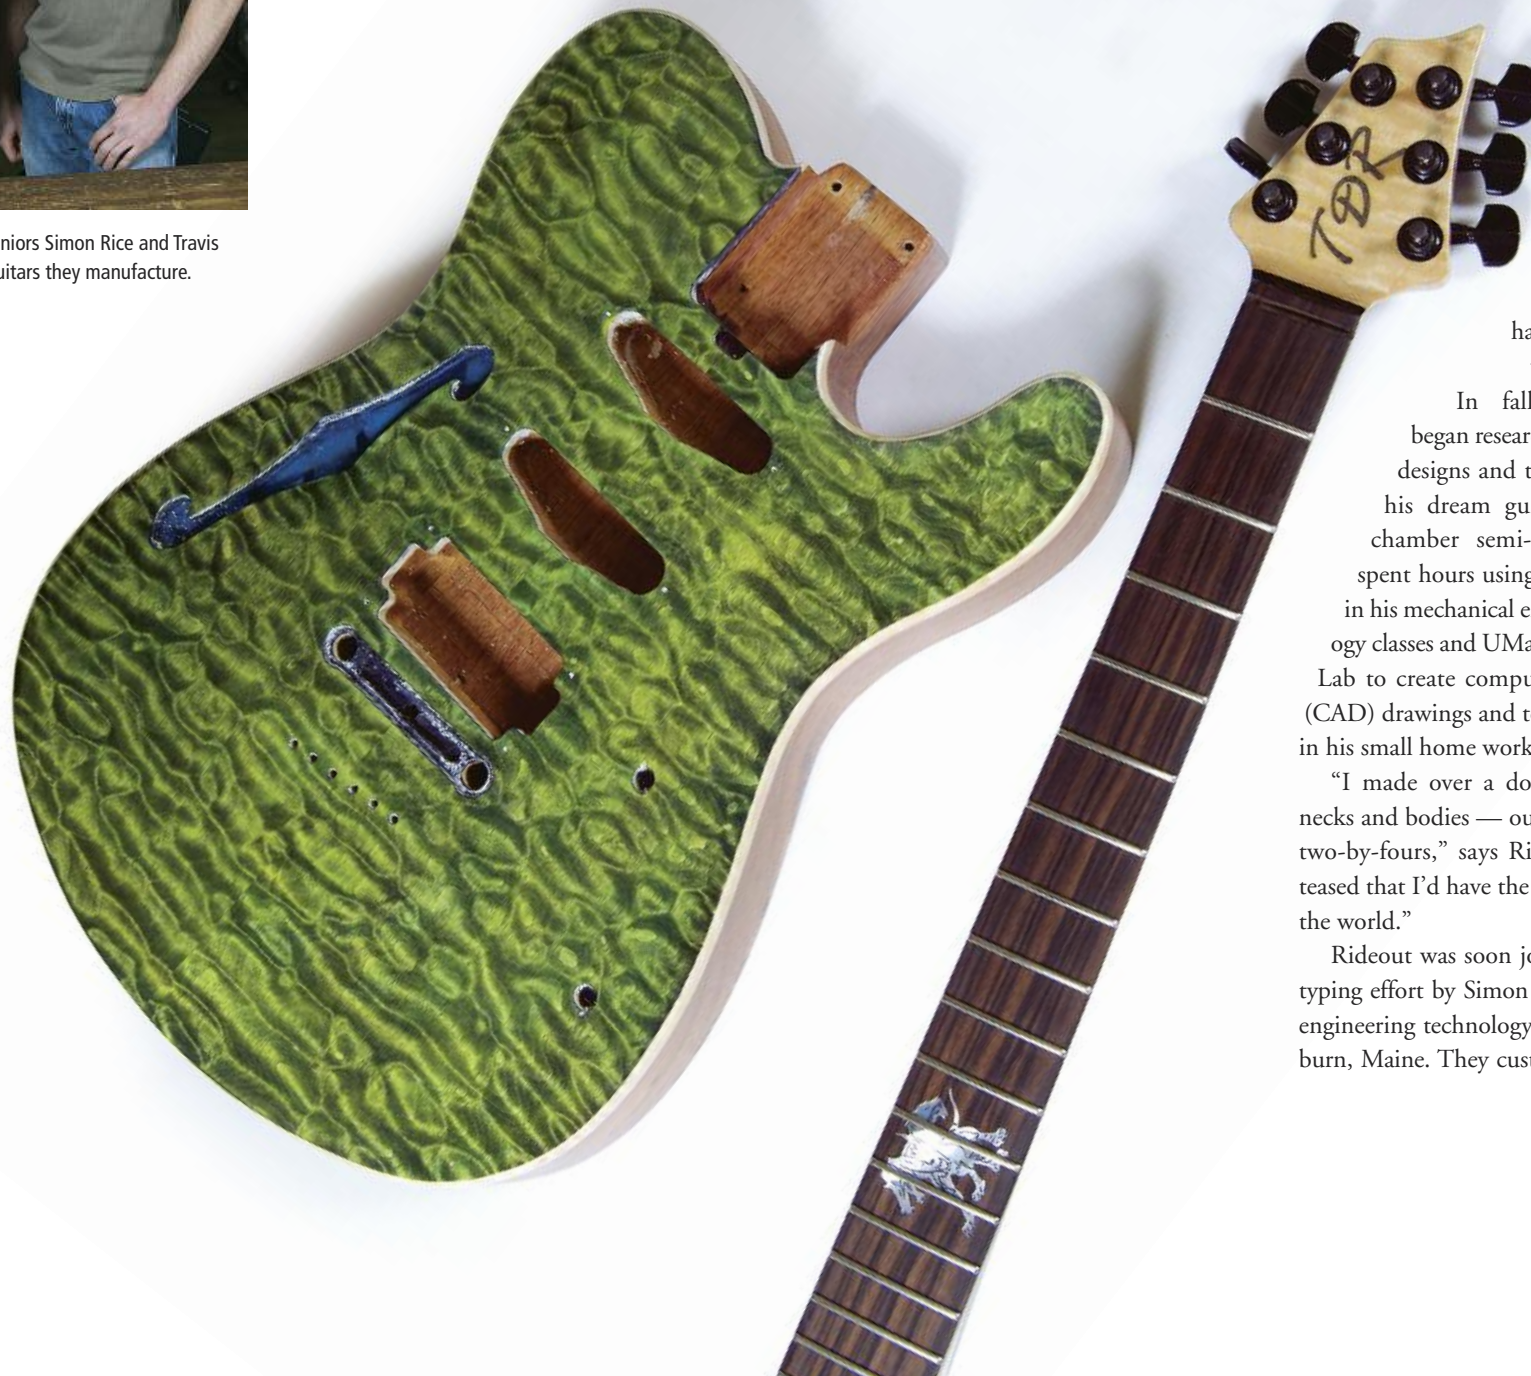 niors Simon Rice and Travis
uitars they manufacture.
TDR
ha
In fall
began resear
designs and t
his dream gu
chamber semi-
spent hours using
in his mechanical e
ogy classes and UMa
Lab to create compu
(CAD) drawings and t
in his small home work
“I made over a do
necks and bodies — ou
two-by-fours,” says Ri
teased that I’d have the
the world.”
Rideout was soon jo
typing effort by Simon
engineering technology
burn, Maine. They cust